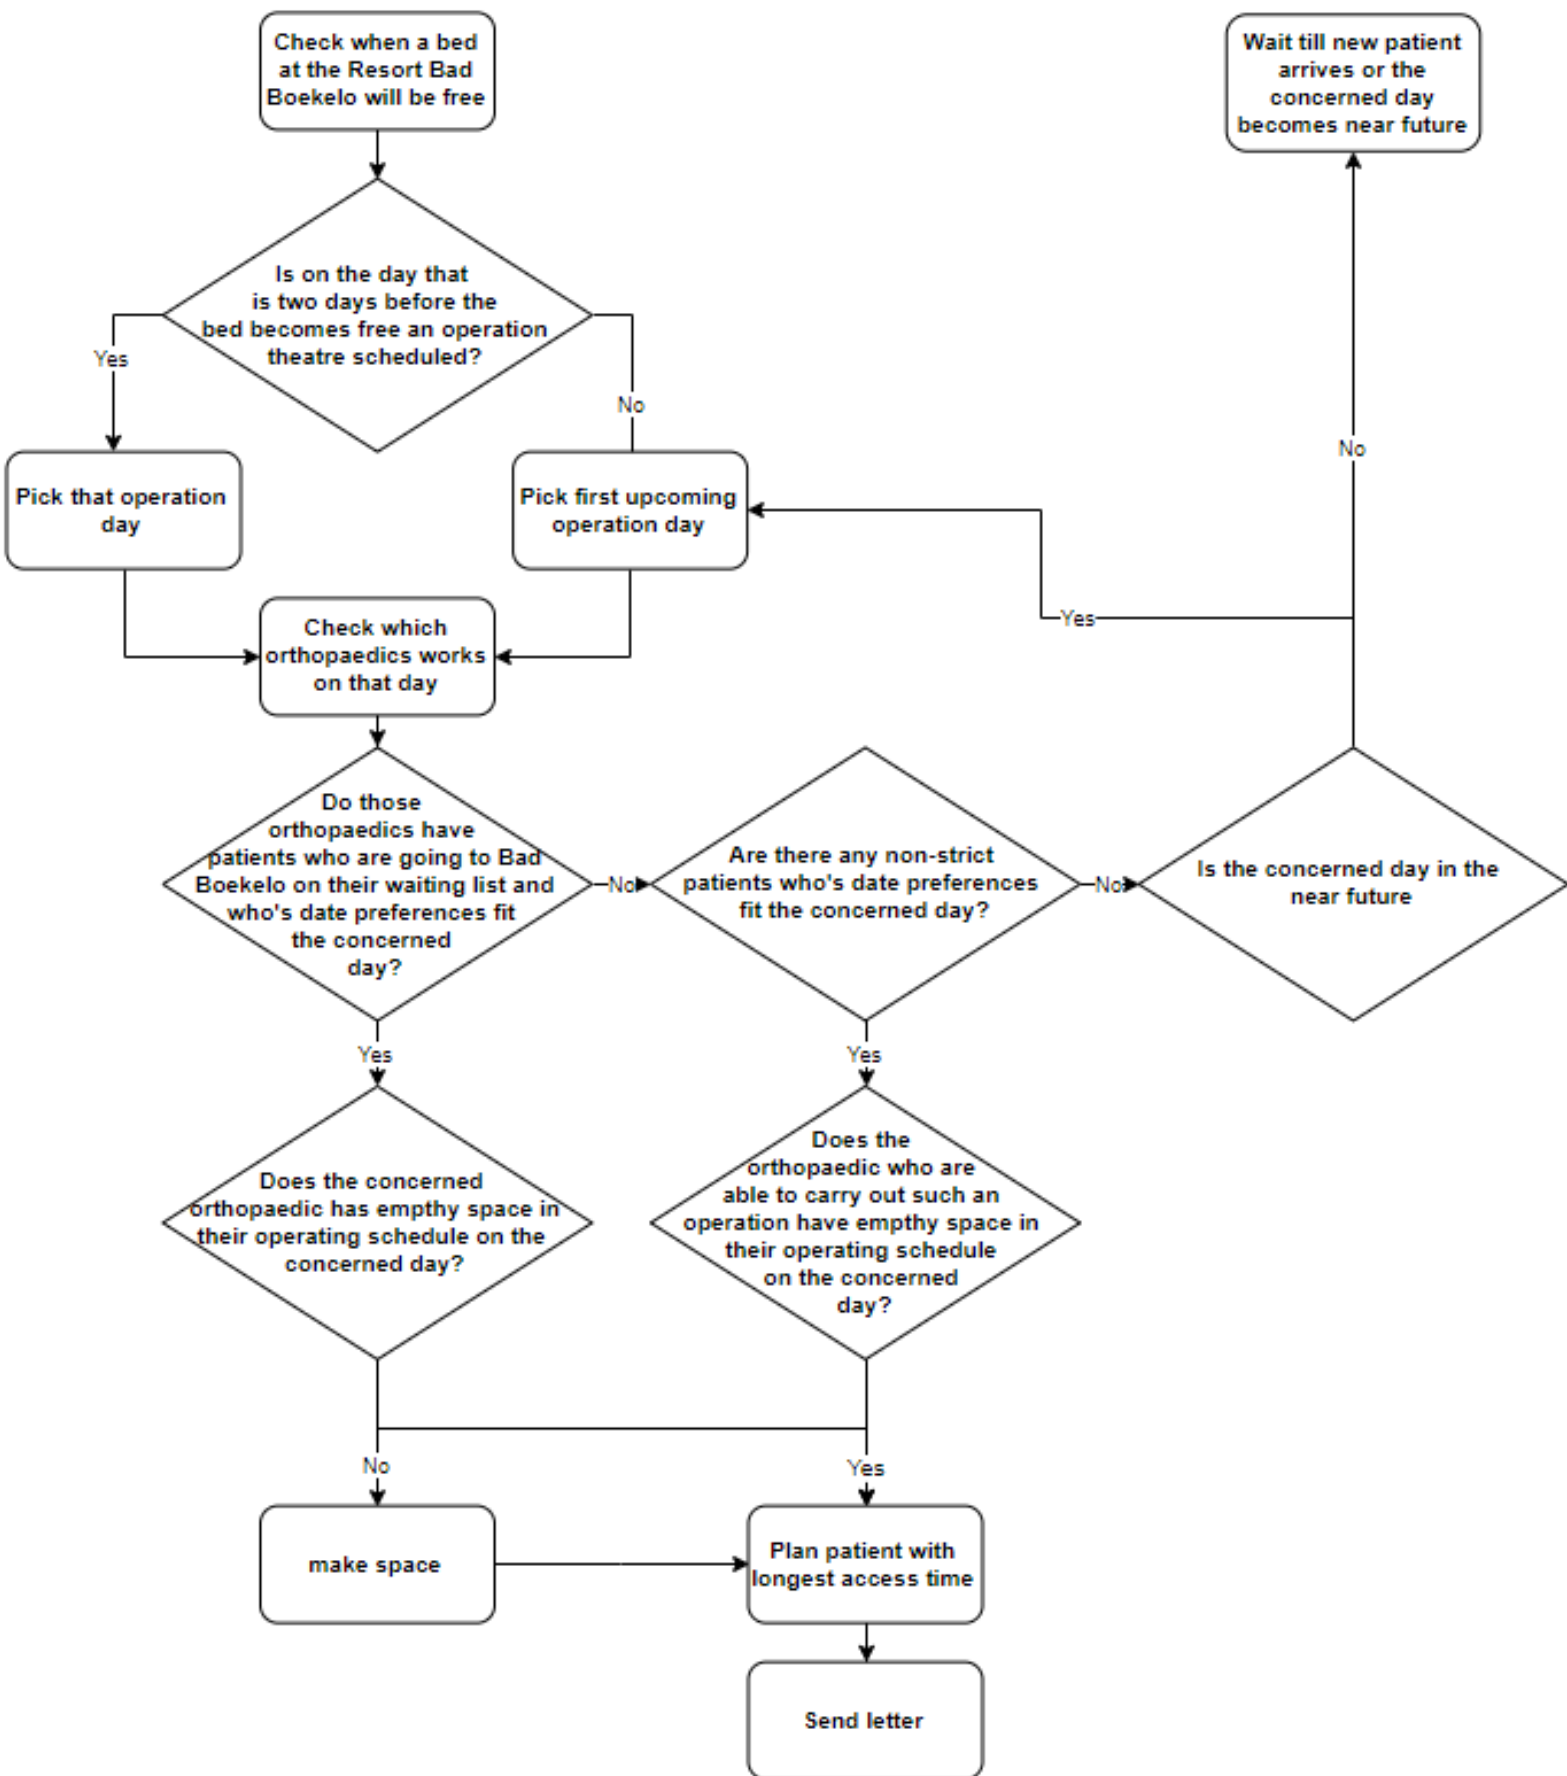 Check when a bed
at the Resort Bad
Boekelo will be free
Wait till new patient
arrives or the
concerned day
becomes near future
Is on the day that
is two days before the
bed becomes free an operation
theatre scheduled?
Yes
No
No
Pick that operation
day
Pick first upcoming
operation day
Yes
Check which
orthopaedics works
on that day
Do those
orthopaedics have
patients who are going to Bad
Boekelo on their waiting list and
who's date preferences fit
the concerned
day?
No
Are there any non-strict
patients who's date preferences
fit the concerned day?
No
Is the concerned day in the
near future
Yes
Yes
Does the concerned
orthopaedic has empthy space in
their operating schedule on the
concerned day?
Does the
orthopaedic who are
able to carry out such an
operation have empthy space in
their operating schedule
on the concerned
day?
No
Yes
make space
Plan patient with
longest access time
Send letter